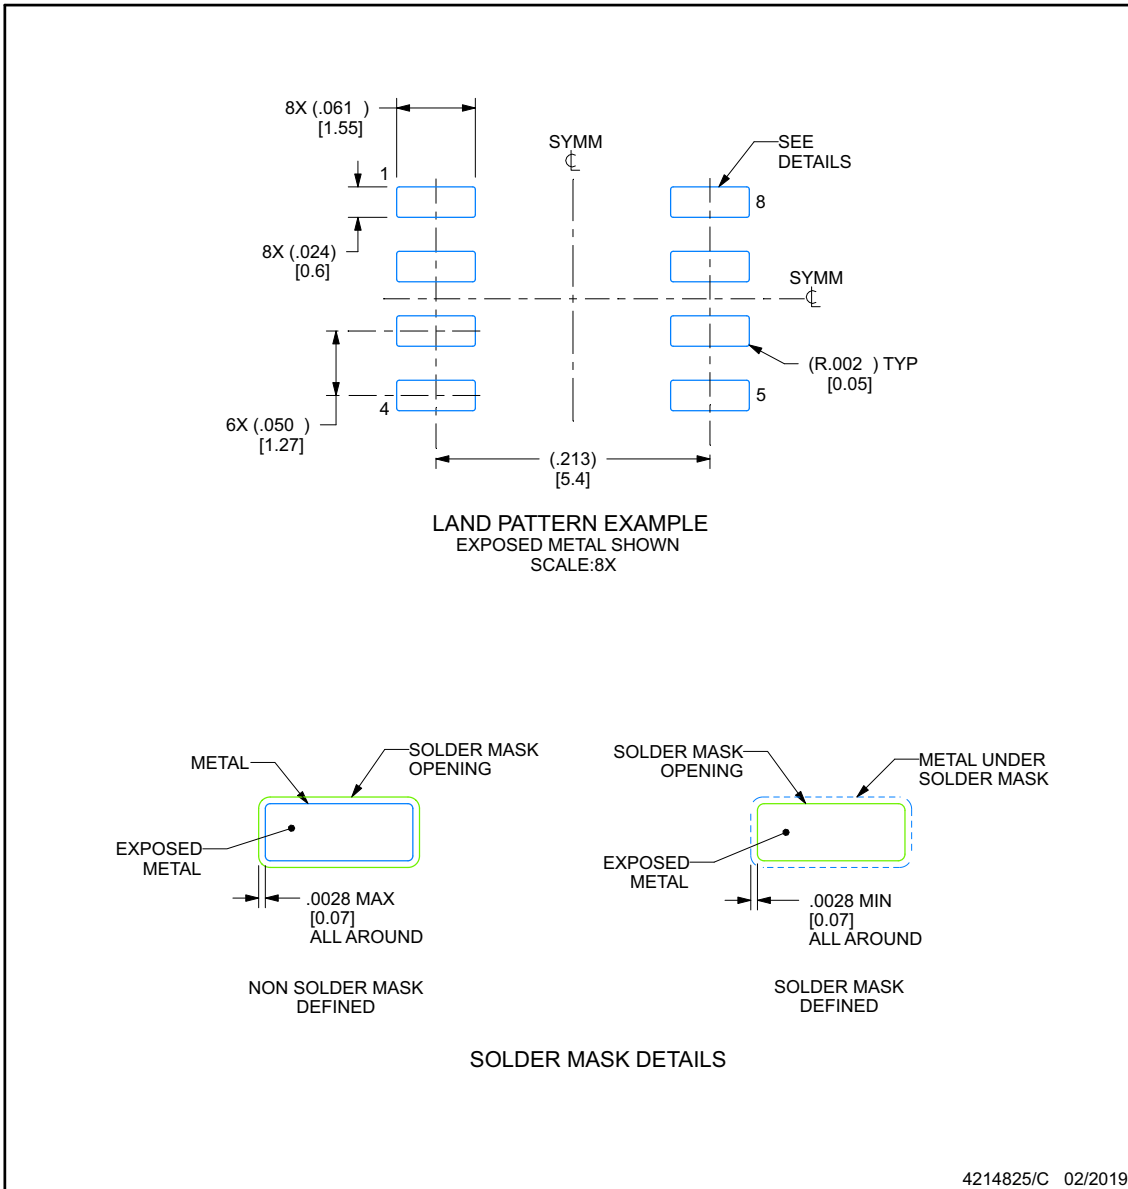 8X (.061 )
[1.55]
SYMM
CL
SEE
DETAILS
1
8
8X (.024)
[0.6]
SYMM
CL
(R.002 ) TYP
[0.05]
4
5
6X (.050 )
[1.27]
(.213)
[5.4]
LAND PATTERN EXAMPLE
EXPOSED METAL SHOWN
SCALE:8X
METAL
SOLDER MASK
OPENING
EXPOSED
METAL
.0028 MAX
[0.07]
ALL AROUND
NON SOLDER MASK
DEFINED
SOLDER MASK
OPENING
METAL UNDER
SOLDER MASK
EXPOSED
METAL
.0028 MIN
[0.07]
ALL AROUND
SOLDER MASK
DEFINED
SOLDER MASK DETAILS
4214825/C 02/2019